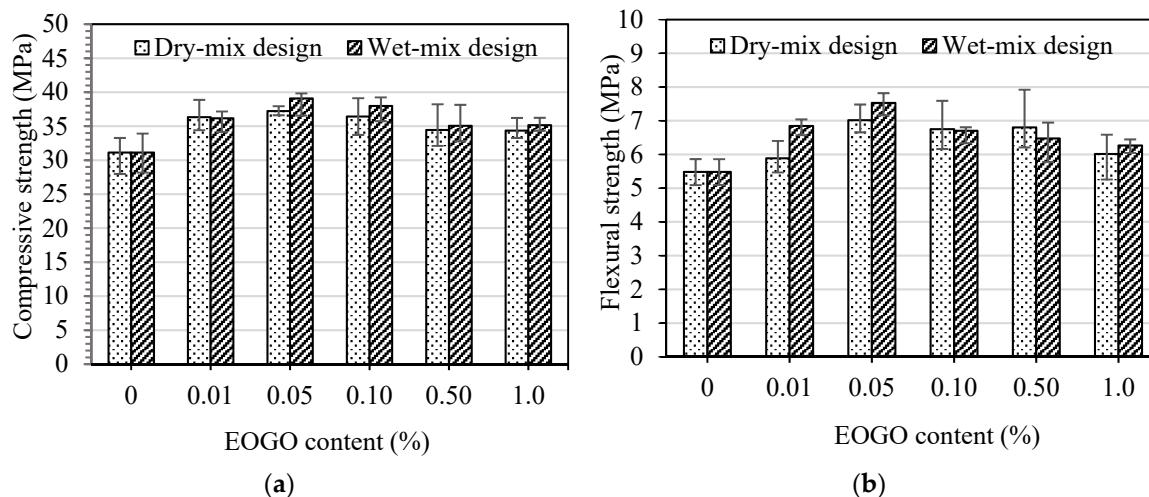 Compressive strength (MPa)
50
45
40
35
30
25
20
15
10
5
0
Dry-mix design
Wet-mix design
0 0.01 0.05 0.10 0.50 1.0
EOGO content (%)
(a)
Flexural strength (MPa)
10
9
8
7
6
5
4
3
2
1
0
Dry-mix design
Wet-mix design
0 0.01 0.05 0.10 0.50 1.0
EOGO content (%)
(b)